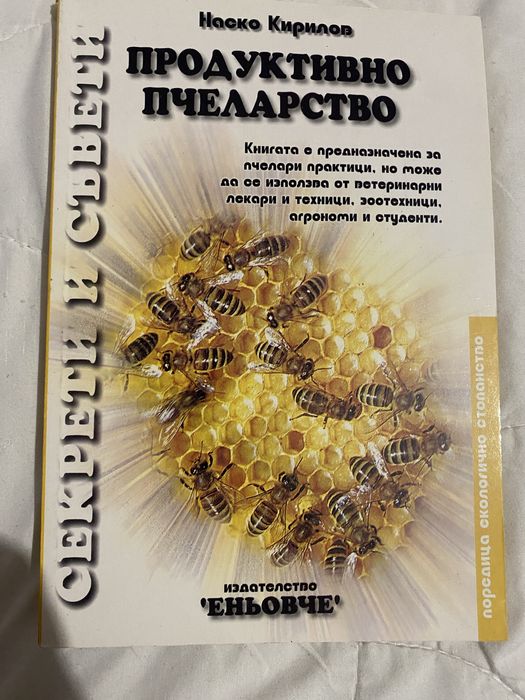 Наско Кирилов
ПРОДУКТИВНО
ПЧЕЛАРСТВО
СЕКРЕТИ И СЪВЕТИ
Книгата е предназначена за
пчелари практици, но може
да се използва от ветеринарни
лекари и техници, зоотехници,
агрономи и студенти.
поредица екологично стопанство
издателство
'ЕНЬОВЧЕ'